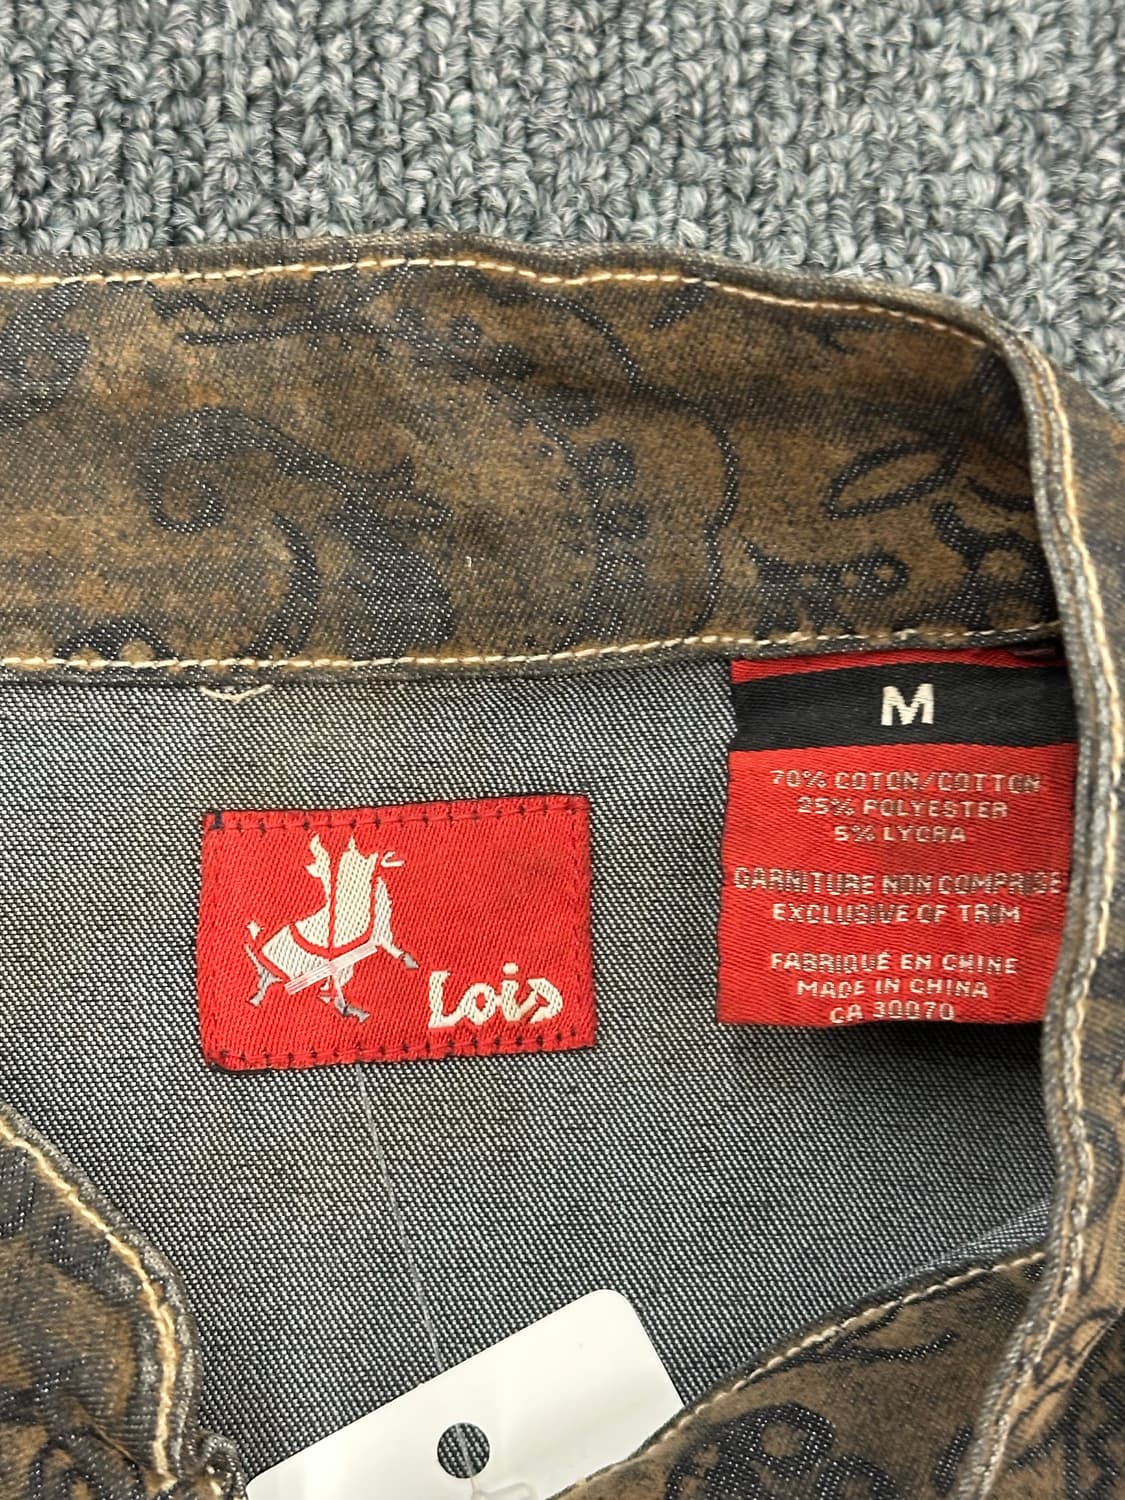 M
70% COTON/COTTON
25% POLYESTER
5% LYCRA
GARNITURE NON COMPRISE
EXCLUSIVE OF TRIM
FABRIQUÉ EN CHINE
MADE IN CHINA
CA 30070
Lois